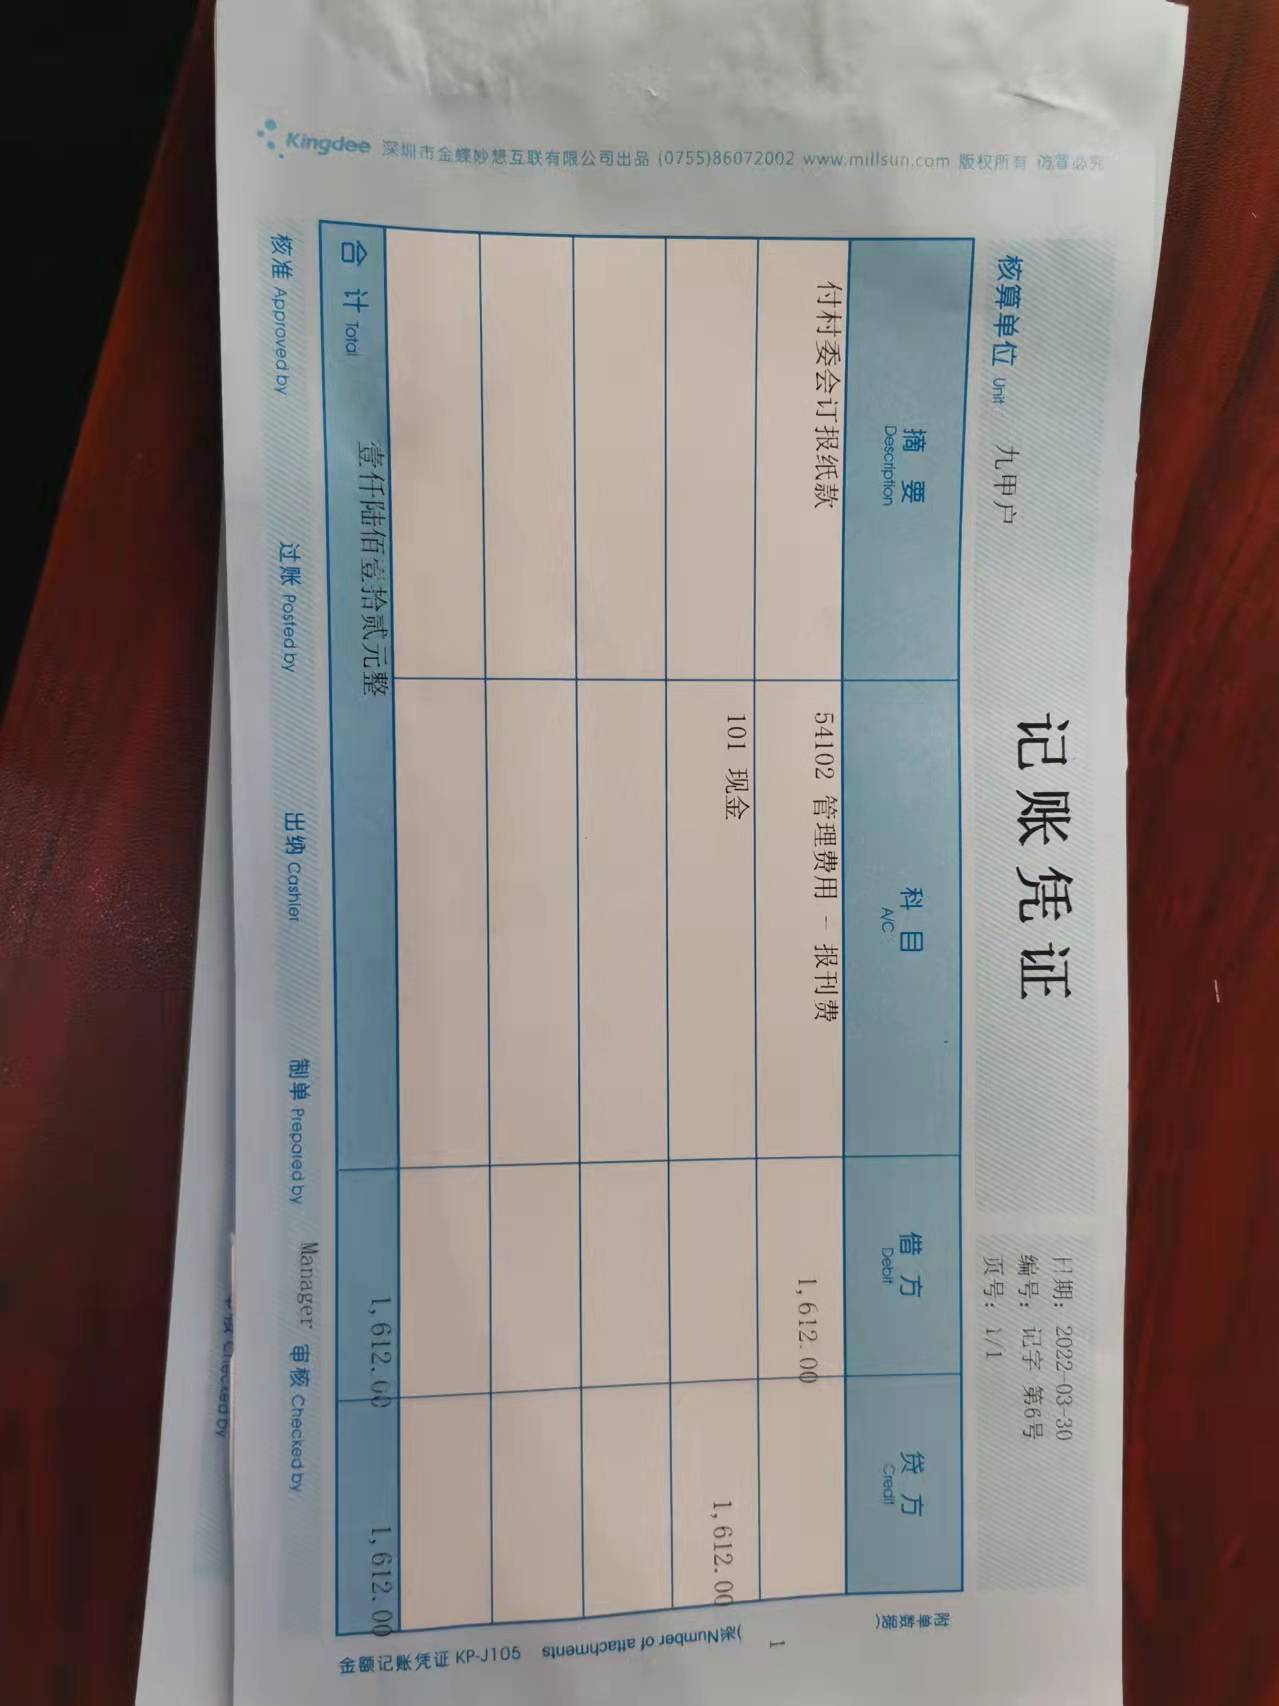 记账凭证
日期：2022-03-30
编号：记字 第6号
页号：1/1
核算单位 Unit 九甲户
摘要 Description 科目 A/C 借方 Debit 贷方 Credit
付村委会订报纸款 54102 管理费用 - 报刊费 1,612.00
101 现金 1,612.00
合计 Total 壹仟陆佰壹拾贰元整 1,612.00 1,612.00
核准 Approved by 过账 Posted by 出纳 Cashier 制单 Prepared by Manager 审核 Checked by
附单数据
(Number of attachments 1
金额记账凭证 KP-J105
Kingdee 深圳市金蝶妙想互联有限公司出品 (0755)86072002 www.millsun.com 版权所有 仿冒必究
Checked by